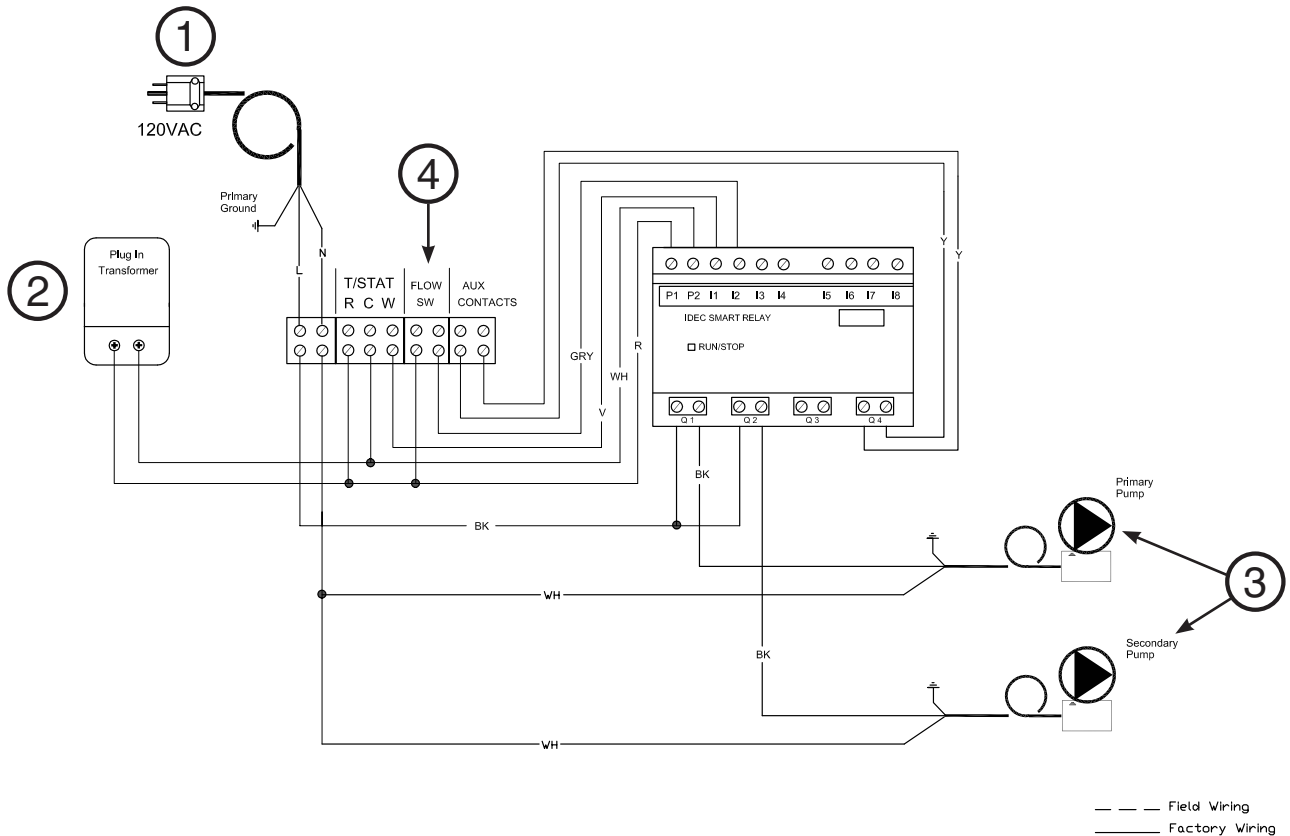 1
120VAC
4
Primary
Ground
Plug In
Transformer
2
L
N
T/STAT
R C W
FLOW
SW
AUX
CONTACTS
GRY
V
WH
R
Y
Y
P1 P2 I1 I2 I3 I4 I5 I6 I7 I8
IDEC SMART RELAY
RUN/STOP
Q 1 Q 2 Q 3 Q 4
BK
BK
Primary
Pump
3
WH
Secondary
Pump
BK
WH
Field Wiring
Factory Wiring